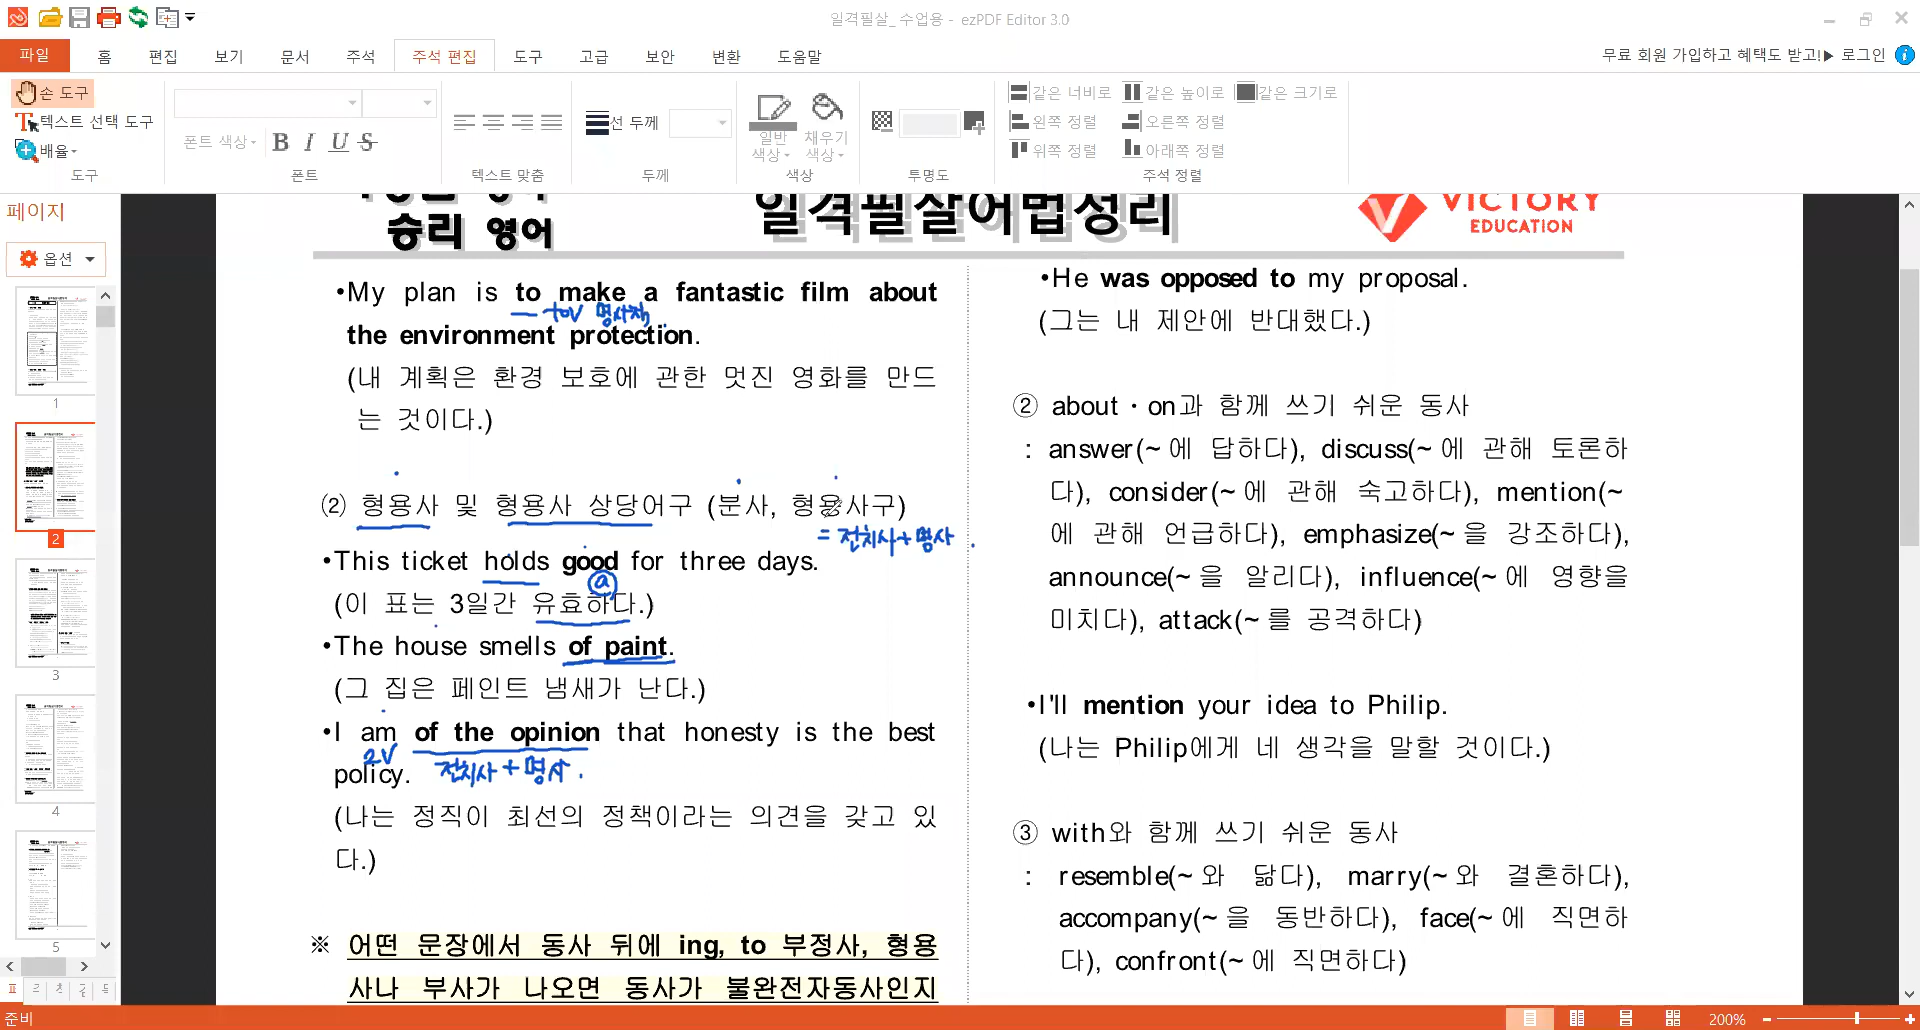 일격필살_ 수업용 - ezPDF Editor 3.0
파일 홈 편집 보기 문서 주석 주석 편집 도구 고급 보안 변환 도움말
무료 회원 가입하고 혜택도 받고!▶ 로그인
손 도구
텍스트 선택 도구
배율
도구
폰트 색상 B I U S
폰트
텍스트 맞춤
선 두께
두께
일반 색상
채우기 색상
색상
투명도
같은 너비로 같은 높이로 같은 크기로
왼쪽 정렬 오른쪽 정렬
위쪽 정렬 아래쪽 정렬
주석 정렬
페이지
옵션
1
2
3
4
5
승리 영어
일격필살어법정리
VICTORY
EDUCATION
•My plan is to make a fantastic film about
toV 명사적
the environment protection.
(내 계획은 환경 보호에 관한 멋진 영화를 만드
는 것이다.)
(2) 형용사 및 형용사 상당어구 (분사, 형용사구)
= 전치사+명사
•This ticket holds good for three days.
a
(이 표는 3일간 유효하다.)
•The house smells of paint.
(그 집은 페인트 냄새가 난다.)
•I am of the opinion that honesty is the best
2V
policy. 전치사+명사.
(나는 정직이 최선의 정책이라는 의견을 갖고 있
다.)
※ 어떤 문장에서 동사 뒤에 ing, to 부정사, 형용
사나 부사가 나오면 동사가 불완전자동사인지
•He was opposed to my proposal.
(그는 내 제안에 반대했다.)
② about · on과 함께 쓰기 쉬운 동사
: answer(~에 답하다), discuss(~에 관해 토론하
다), consider(~에 관해 숙고하다), mention(~
에 관해 언급하다), emphasize(~을 강조하다),
announce(~을 알리다), influence(~에 영향을
미치다), attack(~를 공격하다)
•I'll mention your idea to Philip.
(나는 Philip에게 네 생각을 말할 것이다.)
③ with와 함께 쓰기 쉬운 동사
: resemble(~와 닮다), marry(~와 결혼하다),
accompany(~을 동반하다), face(~에 직면하
다), confront(~에 직면하다)
준비
200%